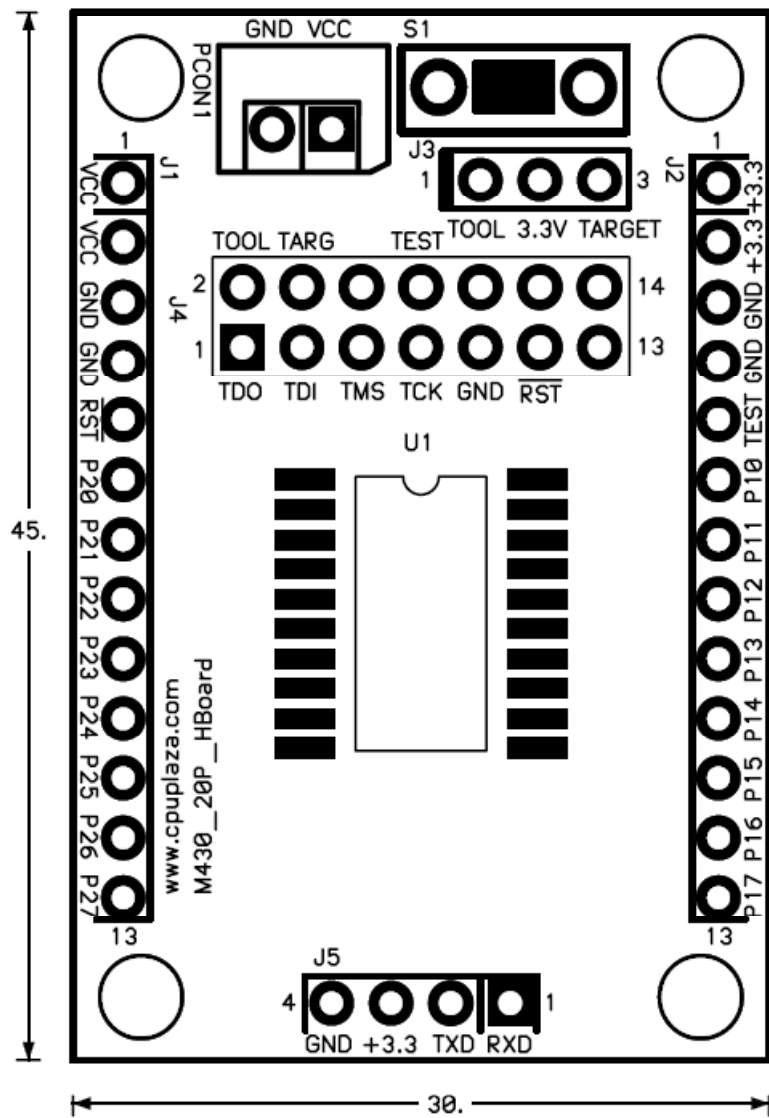 GND VCC
S1
PCON1
1
J1
J3
1
3
1
J2
VCC
+3.3
TOOL 3.3V TARGET
VCC
+3.3
TOOL TARG TEST
2
14
J4
GND
GND
1
13
GND
GND
TDO TDI TMS TCK GND RST
RST
TEST
U1
P20
P10
P21
P11
45.
P22
P12
P23
P13
P24
P14
P25
P15
P26
P16
P27
P17
www.cpuplaza.com
M430__20P__HBoard
13
13
J5
4
1
GND +3.3 TXD RXD
30.